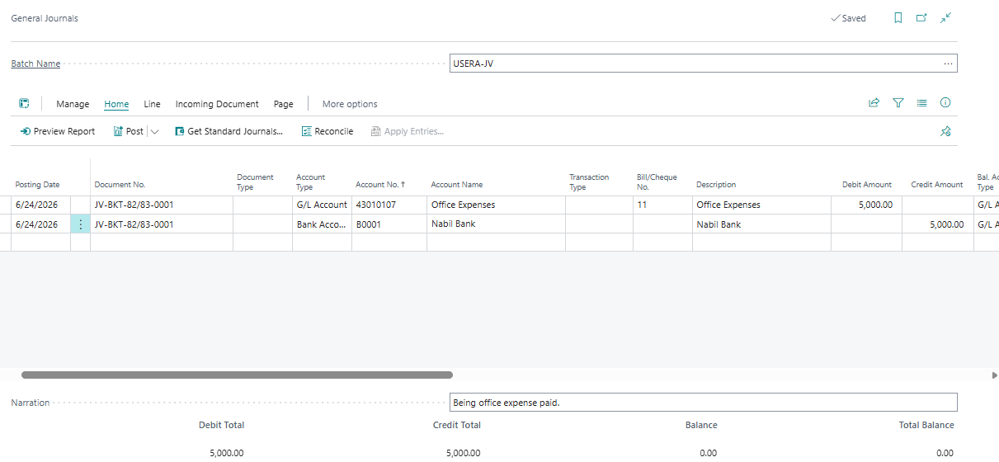 General Journals
Saved
Batch Name
USERA-JV
Manage Home Line Incoming Document Page More options
Preview Report Post Get Standard Journals... Reconcile Apply Entries...
Posting Date Document No. Document Type Account Type Account No. ↑ Account Name Transaction Type Bill/Cheque No. Description Debit Amount Credit Amount Bal. Ac Type
6/24/2026 JV-BKT-82/83-0001 G/L Account 43010107 Office Expenses 11 Office Expenses 5,000.00 G/L A
6/24/2026 JV-BKT-82/83-0001 Bank Acco... B0001 Nabil Bank Nabil Bank 5,000.00 G/L A
Narration
Being office expense paid.
Debit Total Credit Total Balance Total Balance
5,000.00 5,000.00 0.00 0.00